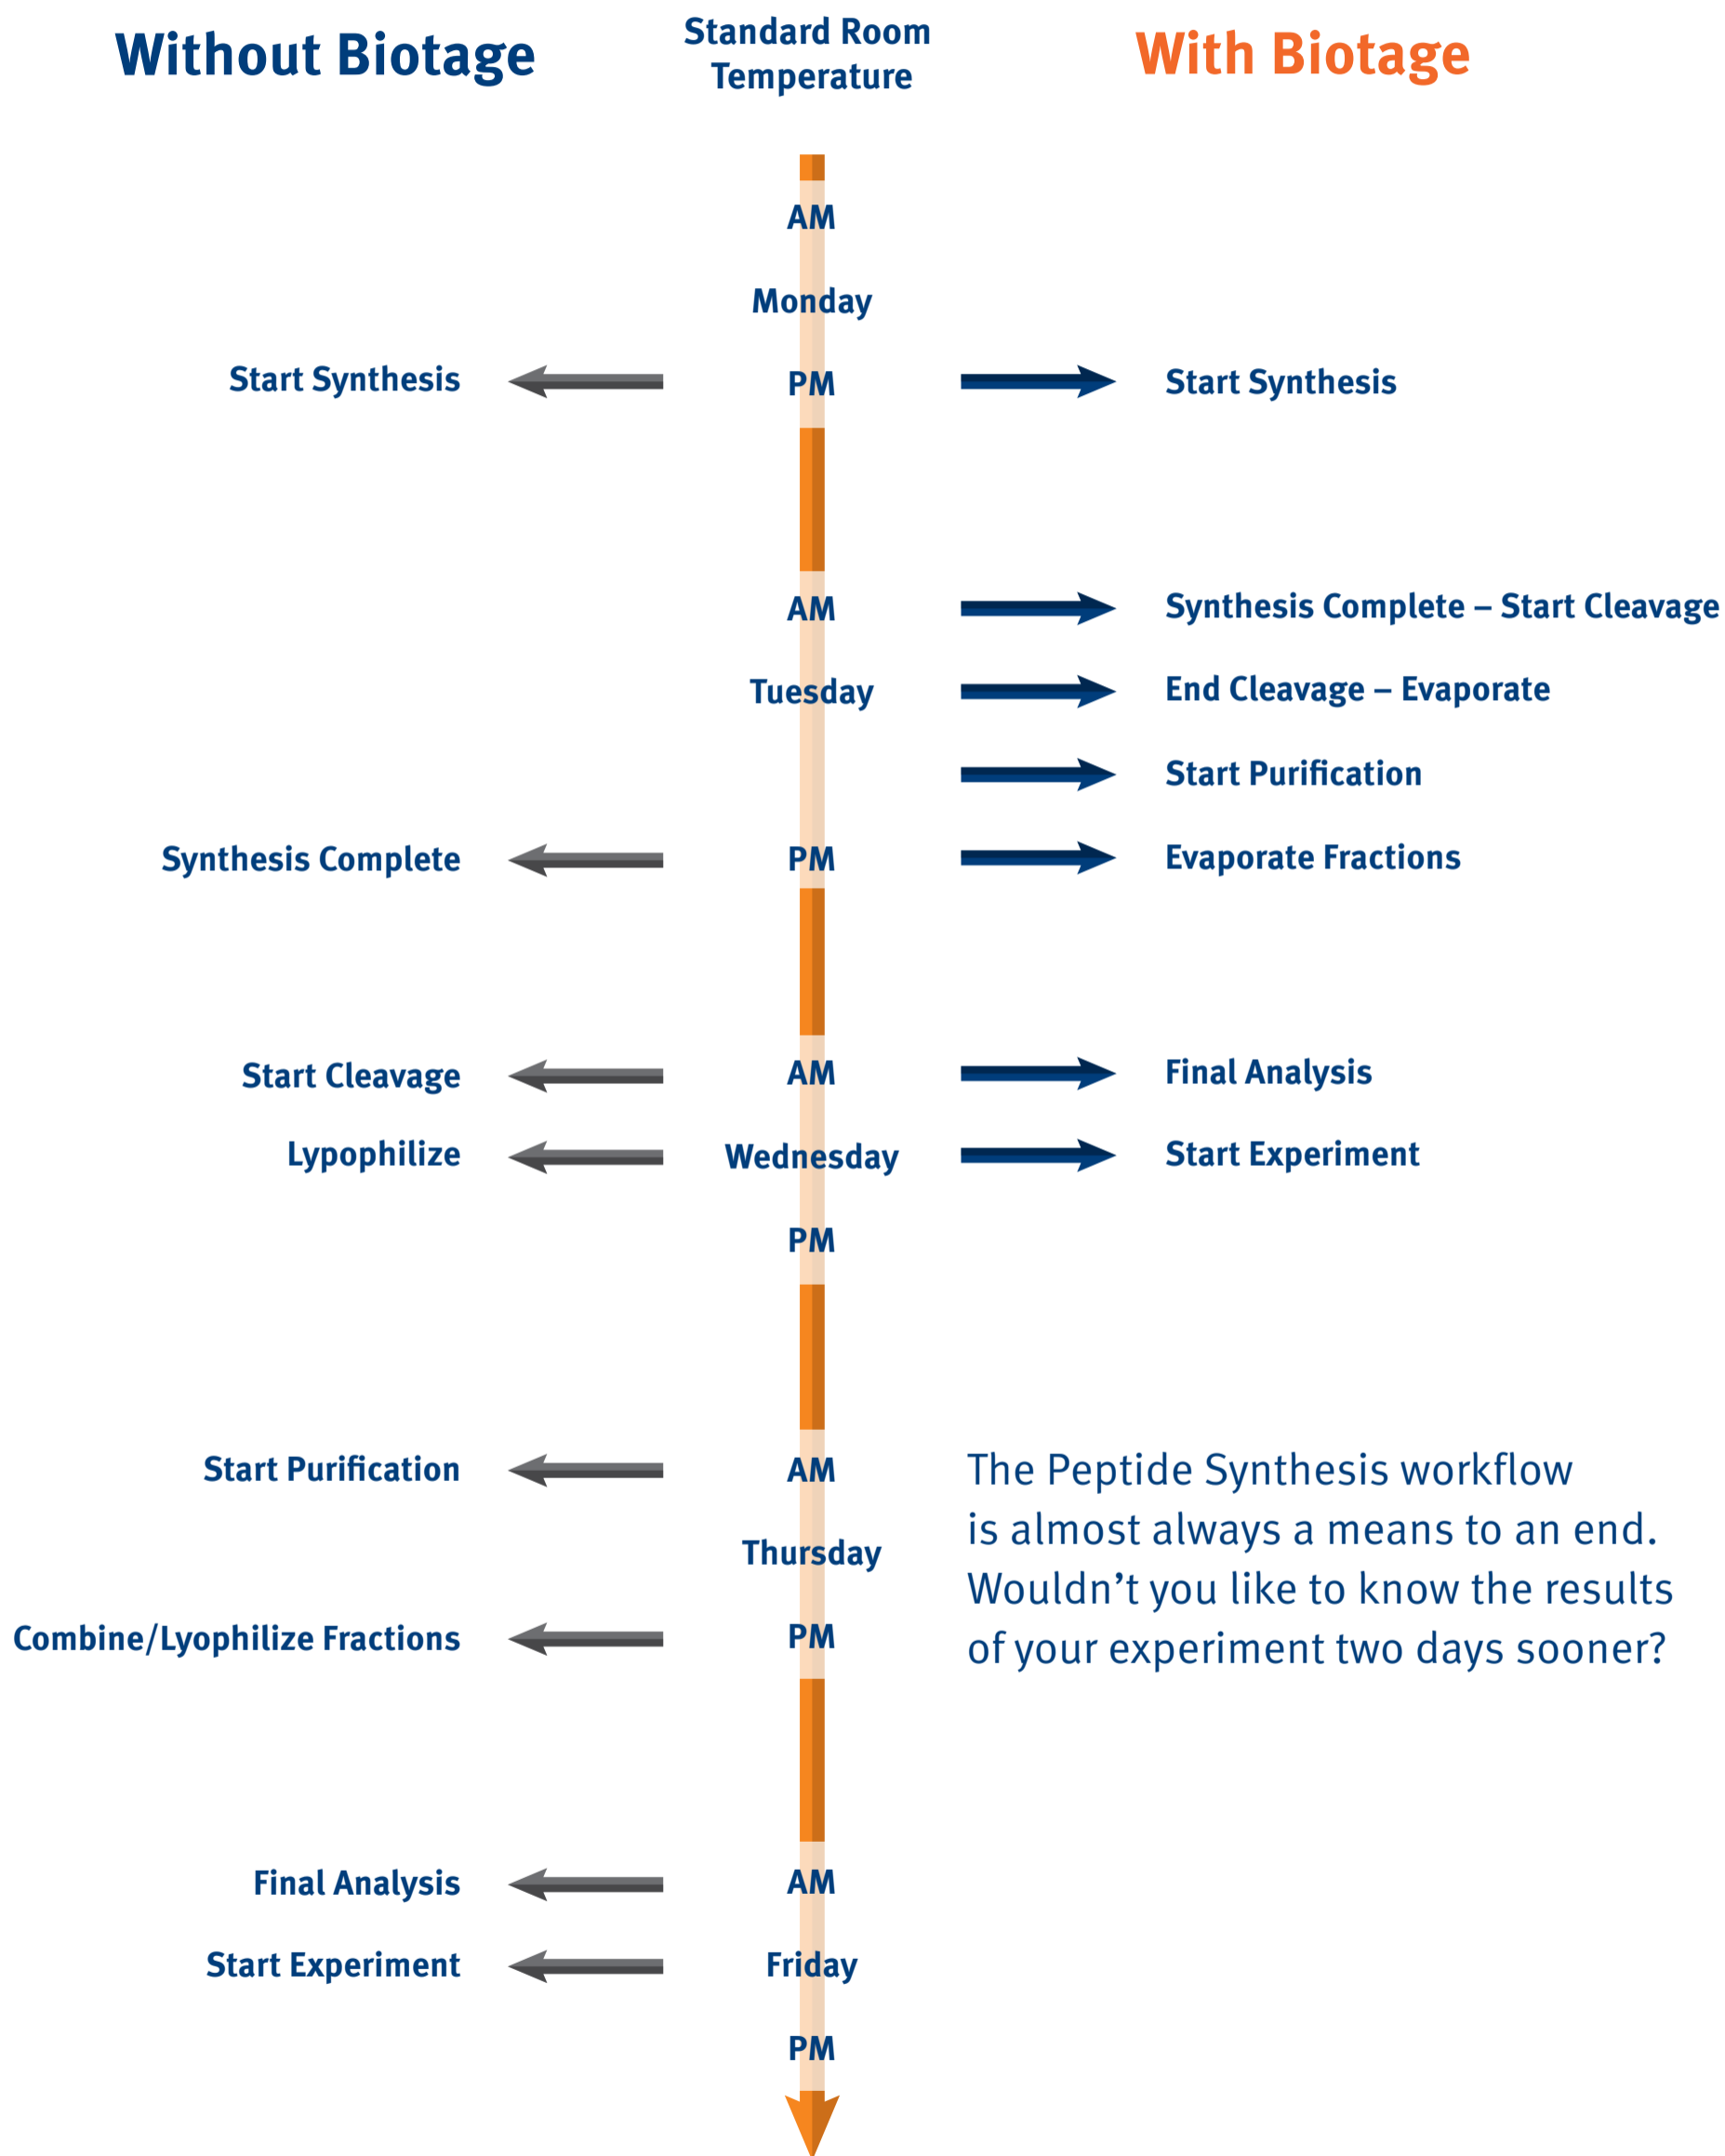 Without Biotage
Standard Room
Temperature
With Biotage
AM
Monday
Start Synthesis
PM
Start Synthesis
AM
Synthesis Complete – Start Cleavage
Tuesday
End Cleavage – Evaporate
Start Purification
Synthesis Complete
PM
Evaporate Fractions
Start Cleavage
AM
Final Analysis
Lypophilize
Wednesday
Start Experiment
PM
Start Purification
AM
Thursday
Combine/Lyophilize Fractions
PM
The Peptide Synthesis workflow
is almost always a means to an end.
Wouldn’t you like to know the results
of your experiment two days sooner?
Final Analysis
AM
Start Experiment
Friday
PM